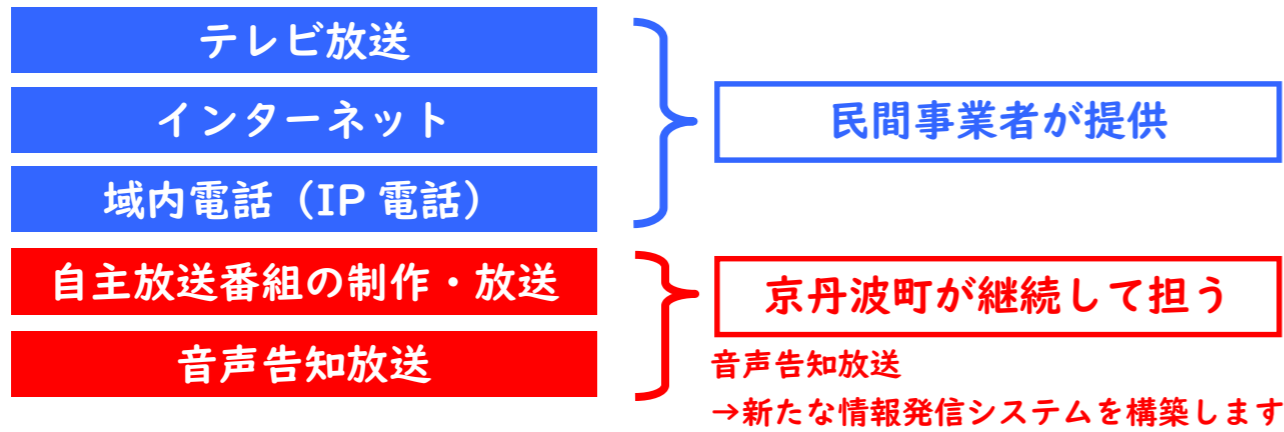 テレビ放送
インターネット
域内電話（IP 電話）
民間事業者が提供
自主放送番組の制作・放送
音声告知放送
京丹波町が継続して担う
音声告知放送
→新たな情報発信システムを構築します